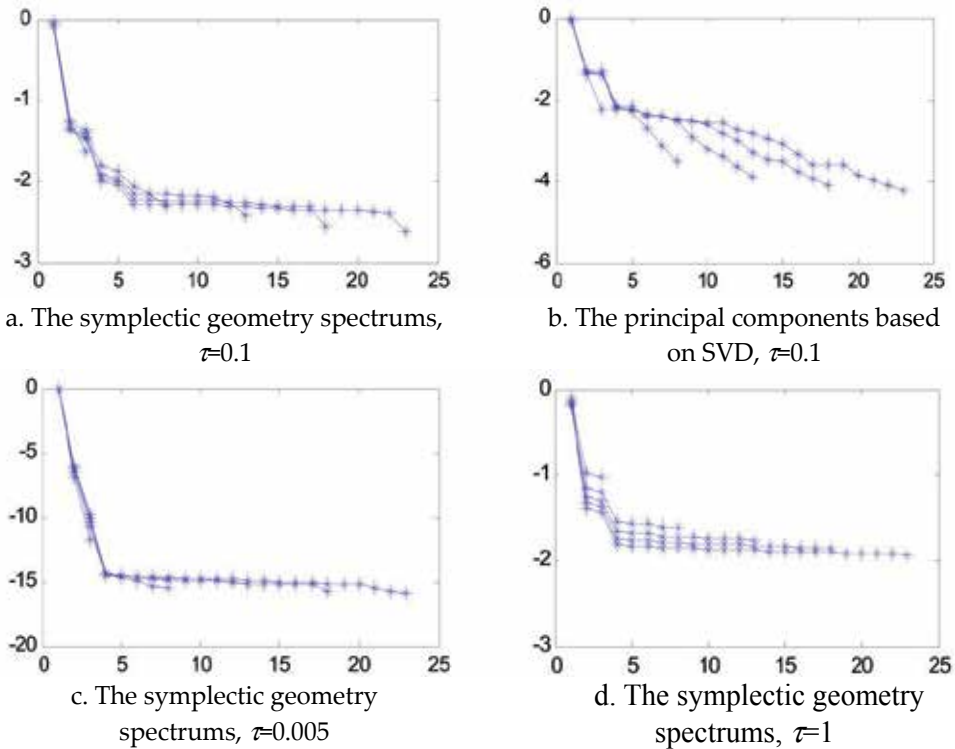 0
-1
-2
-3
0 5 10 15 20 25
a. The symplectic geometry spectrums,
τ=0.1
0
-2
-4
-6
0 5 10 15 20 25
b. The principal components based
on SVD, τ=0.1
0
-5
-10
-15
-20
0 5 10 15 20 25
c. The symplectic geometry
spectrums, τ=0.005
0
-1
-2
-3
0 5 10 15 20 25
d. The symplectic geometry
spectrums, τ=1